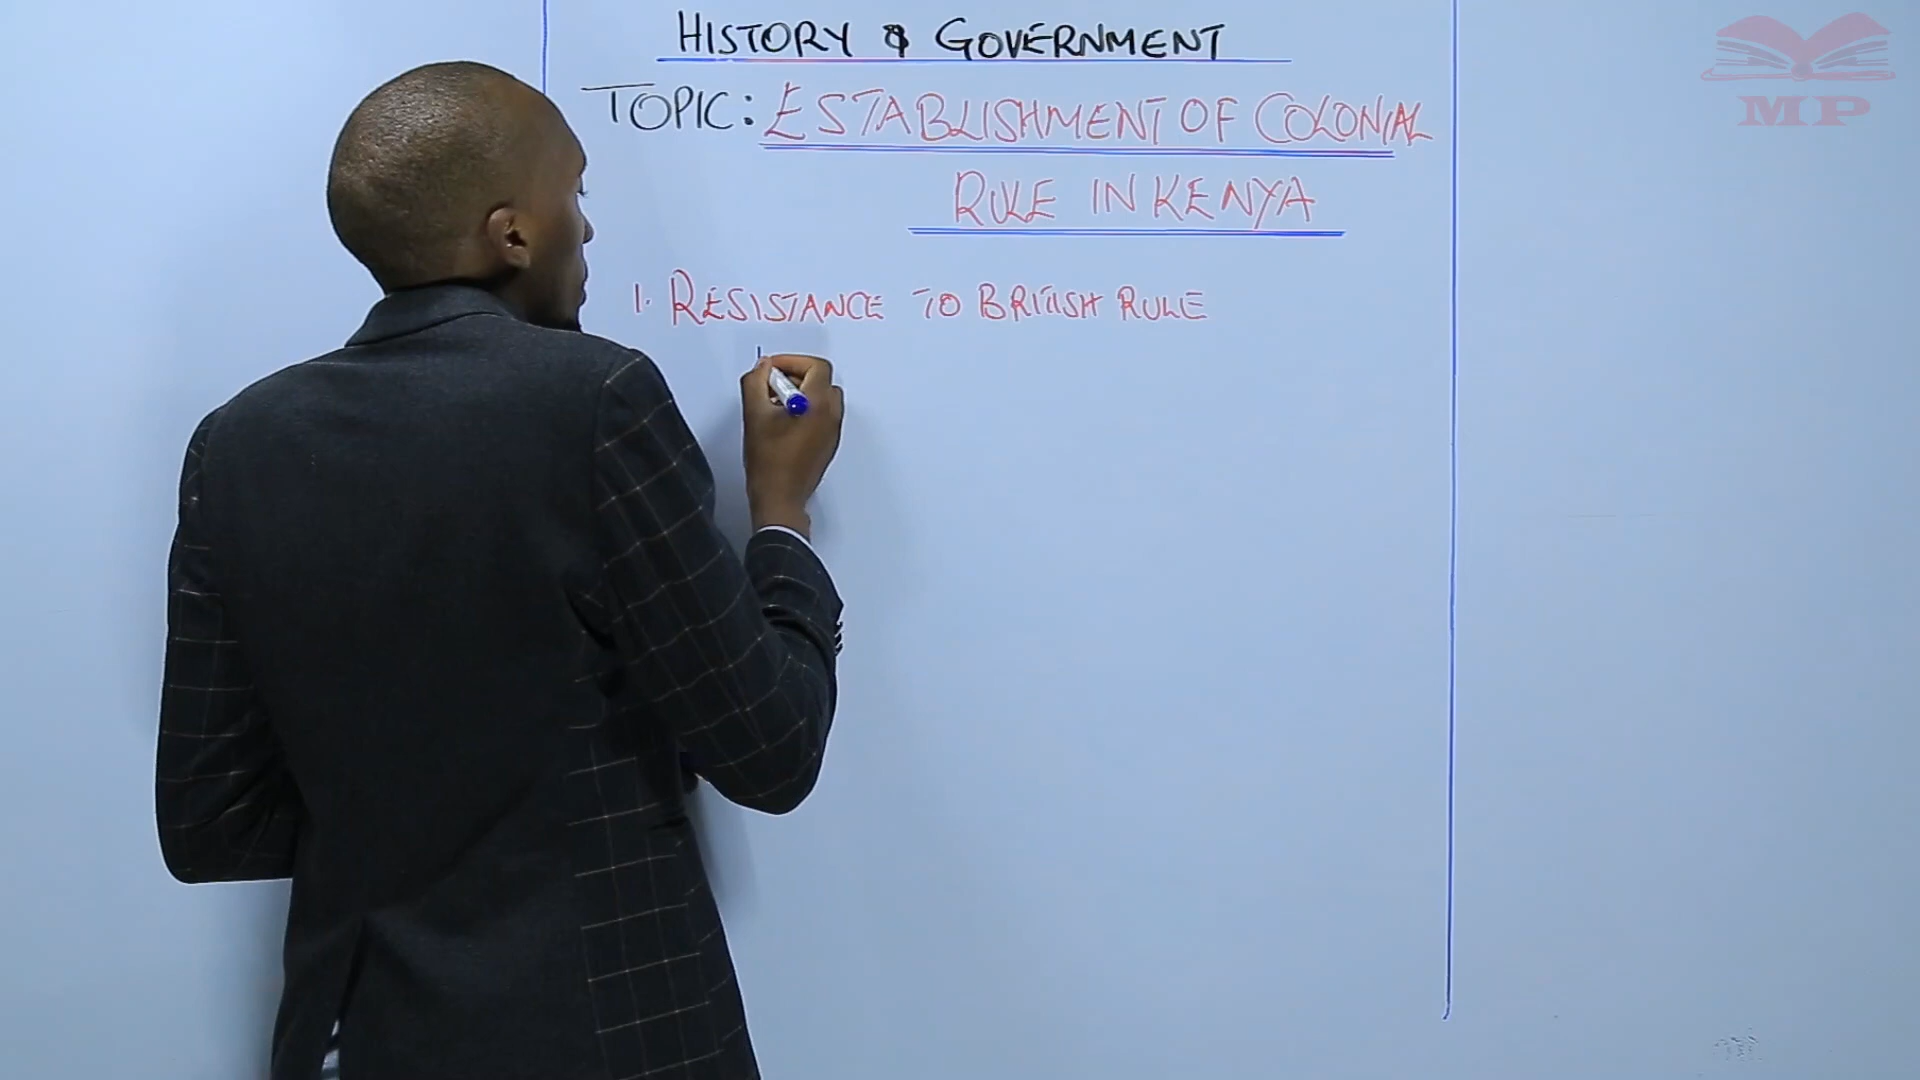 HISTORY & GOVERNMENT
TOPIC: ESTABLISHMENT OF COLONIAL
RULE IN KENYA
1. RESISTANCE TO BRITISH RULE
MP